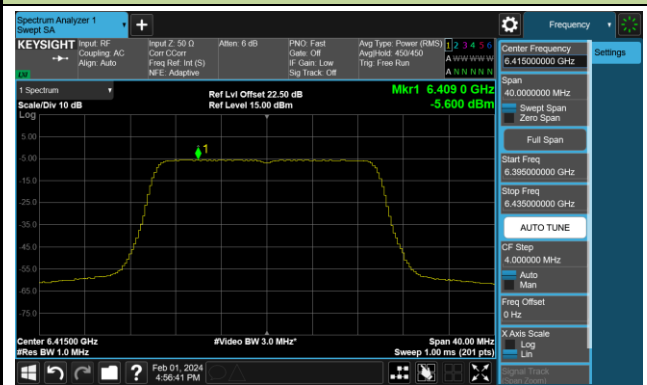 Spectrum Analyzer 1
Swept SA
+
Frequency
KEYSIGHT
Input: RF
Coupling: AC
Align: Auto
Input Z: 50 Ω
Corr CCorr
Freq Ref: Int (S)
NFE: Adaptive
Atten: 6 dB
PNO: Fast
Gate: Off
IF Gain: Low
Sig Track: Off
Avg Type: Power (RMS)
Avg|Hold: 450/450
Trig: Free Run
1 2 3 4 5 6
A W W W W W
A N N N N N
LXI
1 Spectrum
Scale/Div 10 dB
Log
Ref Lvl Offset 22.50 dB
Ref Level 15.00 dBm
Mkr1 6.409 0 GHz
-5.600 dBm
1
5.00
-5.00
-15.0
-25.0
-35.0
-45.0
-55.0
-65.0
-75.0
Center 6.41500 GHz
#Res BW 1.0 MHz
#Video BW 3.0 MHz*
Span 40.00 MHz
Sweep 1.00 ms (201 pts)
Feb 01, 2024
4:56:41 PM
Settings
Center Frequency
6.415000000 GHz
Span
40.0000000 MHz
Swept Span
Zero Span
Full Span
Start Freq
6.395000000 GHz
Stop Freq
6.435000000 GHz
AUTO TUNE
CF Step
4.000000 MHz
Auto
Man
Freq Offset
0 Hz
X Axis Scale
Log
Lin
Signal Track
(Span Zoom)